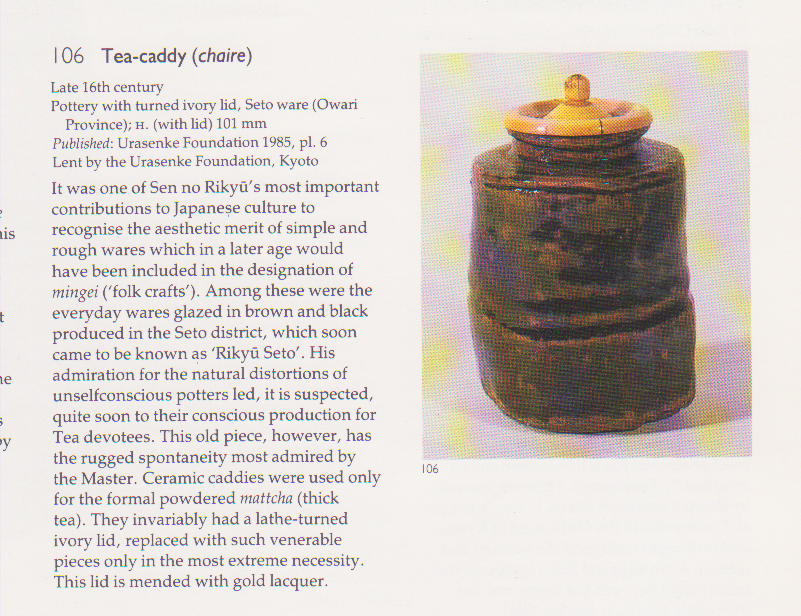 106 Tea-caddy (chaire)
Late 16th century
Pottery with turned ivory lid, Seto ware (Owari
Province); H. (with lid) 101 mm
Published: Urasenke Foundation 1985, pl. 6
Lent by the Urasenke Foundation, Kyoto
It was one of Sen no Rikyū's most important
contributions to Japanese culture to
recognise the aesthetic merit of simple and
rough wares which in a later age would
have been included in the designation of
mingei ('folk crafts'). Among these were the
everyday wares glazed in brown and black
produced in the Seto district, which soon
came to be known as 'Rikyū Seto'. His
admiration for the natural distortions of
unselfconscious potters led, it is suspected,
quite soon to their conscious production for
Tea devotees. This old piece, however, has
the rugged spontaneity most admired by
the Master. Ceramic caddies were used only
for the formal powdered mattcha (thick
tea). They invariably had a lathe-turned
ivory lid, replaced with such venerable
pieces only in the most extreme necessity.
This lid is mended with gold lacquer.
106